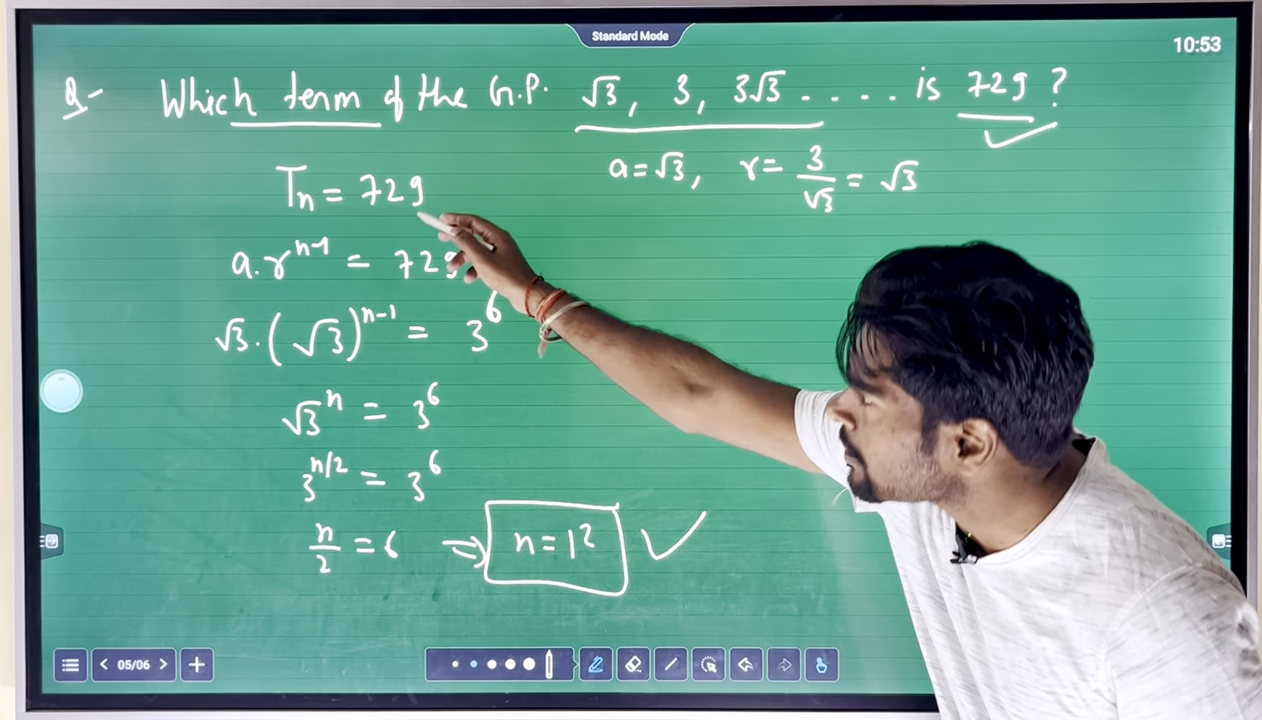 Standard Mode
10:53
Q- Which term of the G.P. √3, 3, 3√3 . . . . . is 729 ?
a = √3, r = 3/√3 = √3
Tn = 729
a.r^(n-1) = 729
√3.(√3)^(n-1) = 3^6
√3^n = 3^6
3^(n/2) = 3^6
n/2 = 6 ⇒ n = 12
05/06